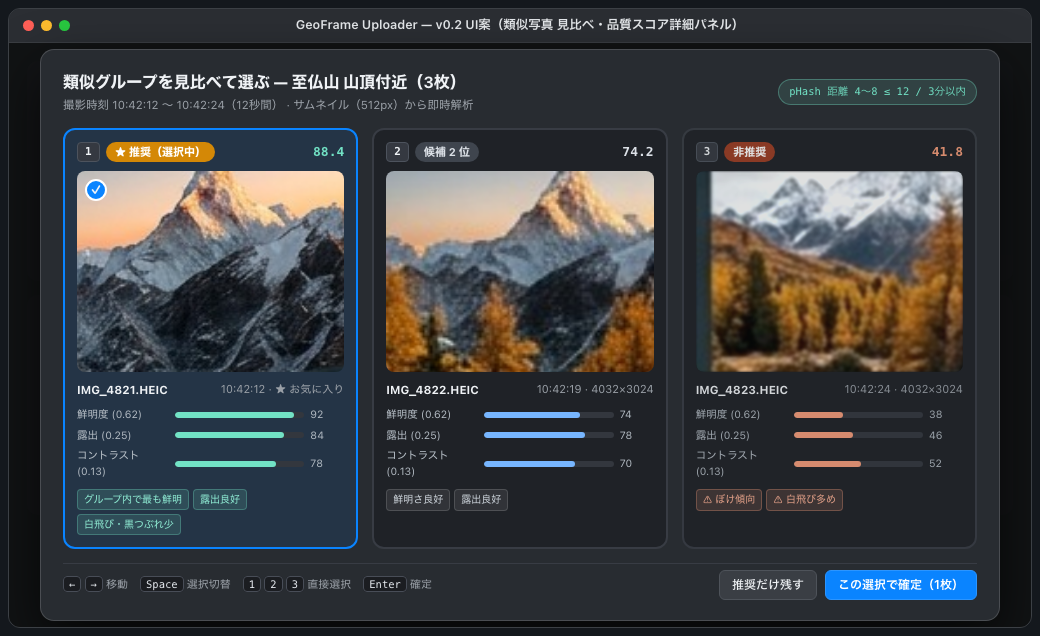 GeoFrame Uploader — v0.2 UI案（類似写真 見比べ・品質スコア詳細パネル）
類似グループを見比べて選ぶ — 至仏山 山頂付近（3枚）
撮影時刻 10:42:12 〜 10:42:24（12秒間） · サムネイル（512px）から即時解析
pHash 距離 4〜8 ≤ 12 / 3分以内
1 ★ 推奨（選択中） 88.4
IMG_4821.HEIC 10:42:12 · ★ お気に入り
鮮明度 (0.62) 92
露出 (0.25) 84
コントラスト
(0.13) 78
グループ内で最も鮮明 露出良好
白飛び・黒つぶれ少
2 候補 2 位 74.2
IMG_4822.HEIC 10:42:19 · 4032×3024
鮮明度 (0.62) 74
露出 (0.25) 78
コントラスト
(0.13) 70
鮮明さ良好 露出良好
3 非推奨 41.8
IMG_4823.HEIC 10:42:24 · 4032×3024
鮮明度 (0.62) 38
露出 (0.25) 46
コントラスト
(0.13) 52
⚠ ぼけ傾向 ⚠ 白飛び多め
← → 移動 Space 選択切替 1 2 3 直接選択 Enter 確定
推奨だけ残す この選択で確定（1枚）